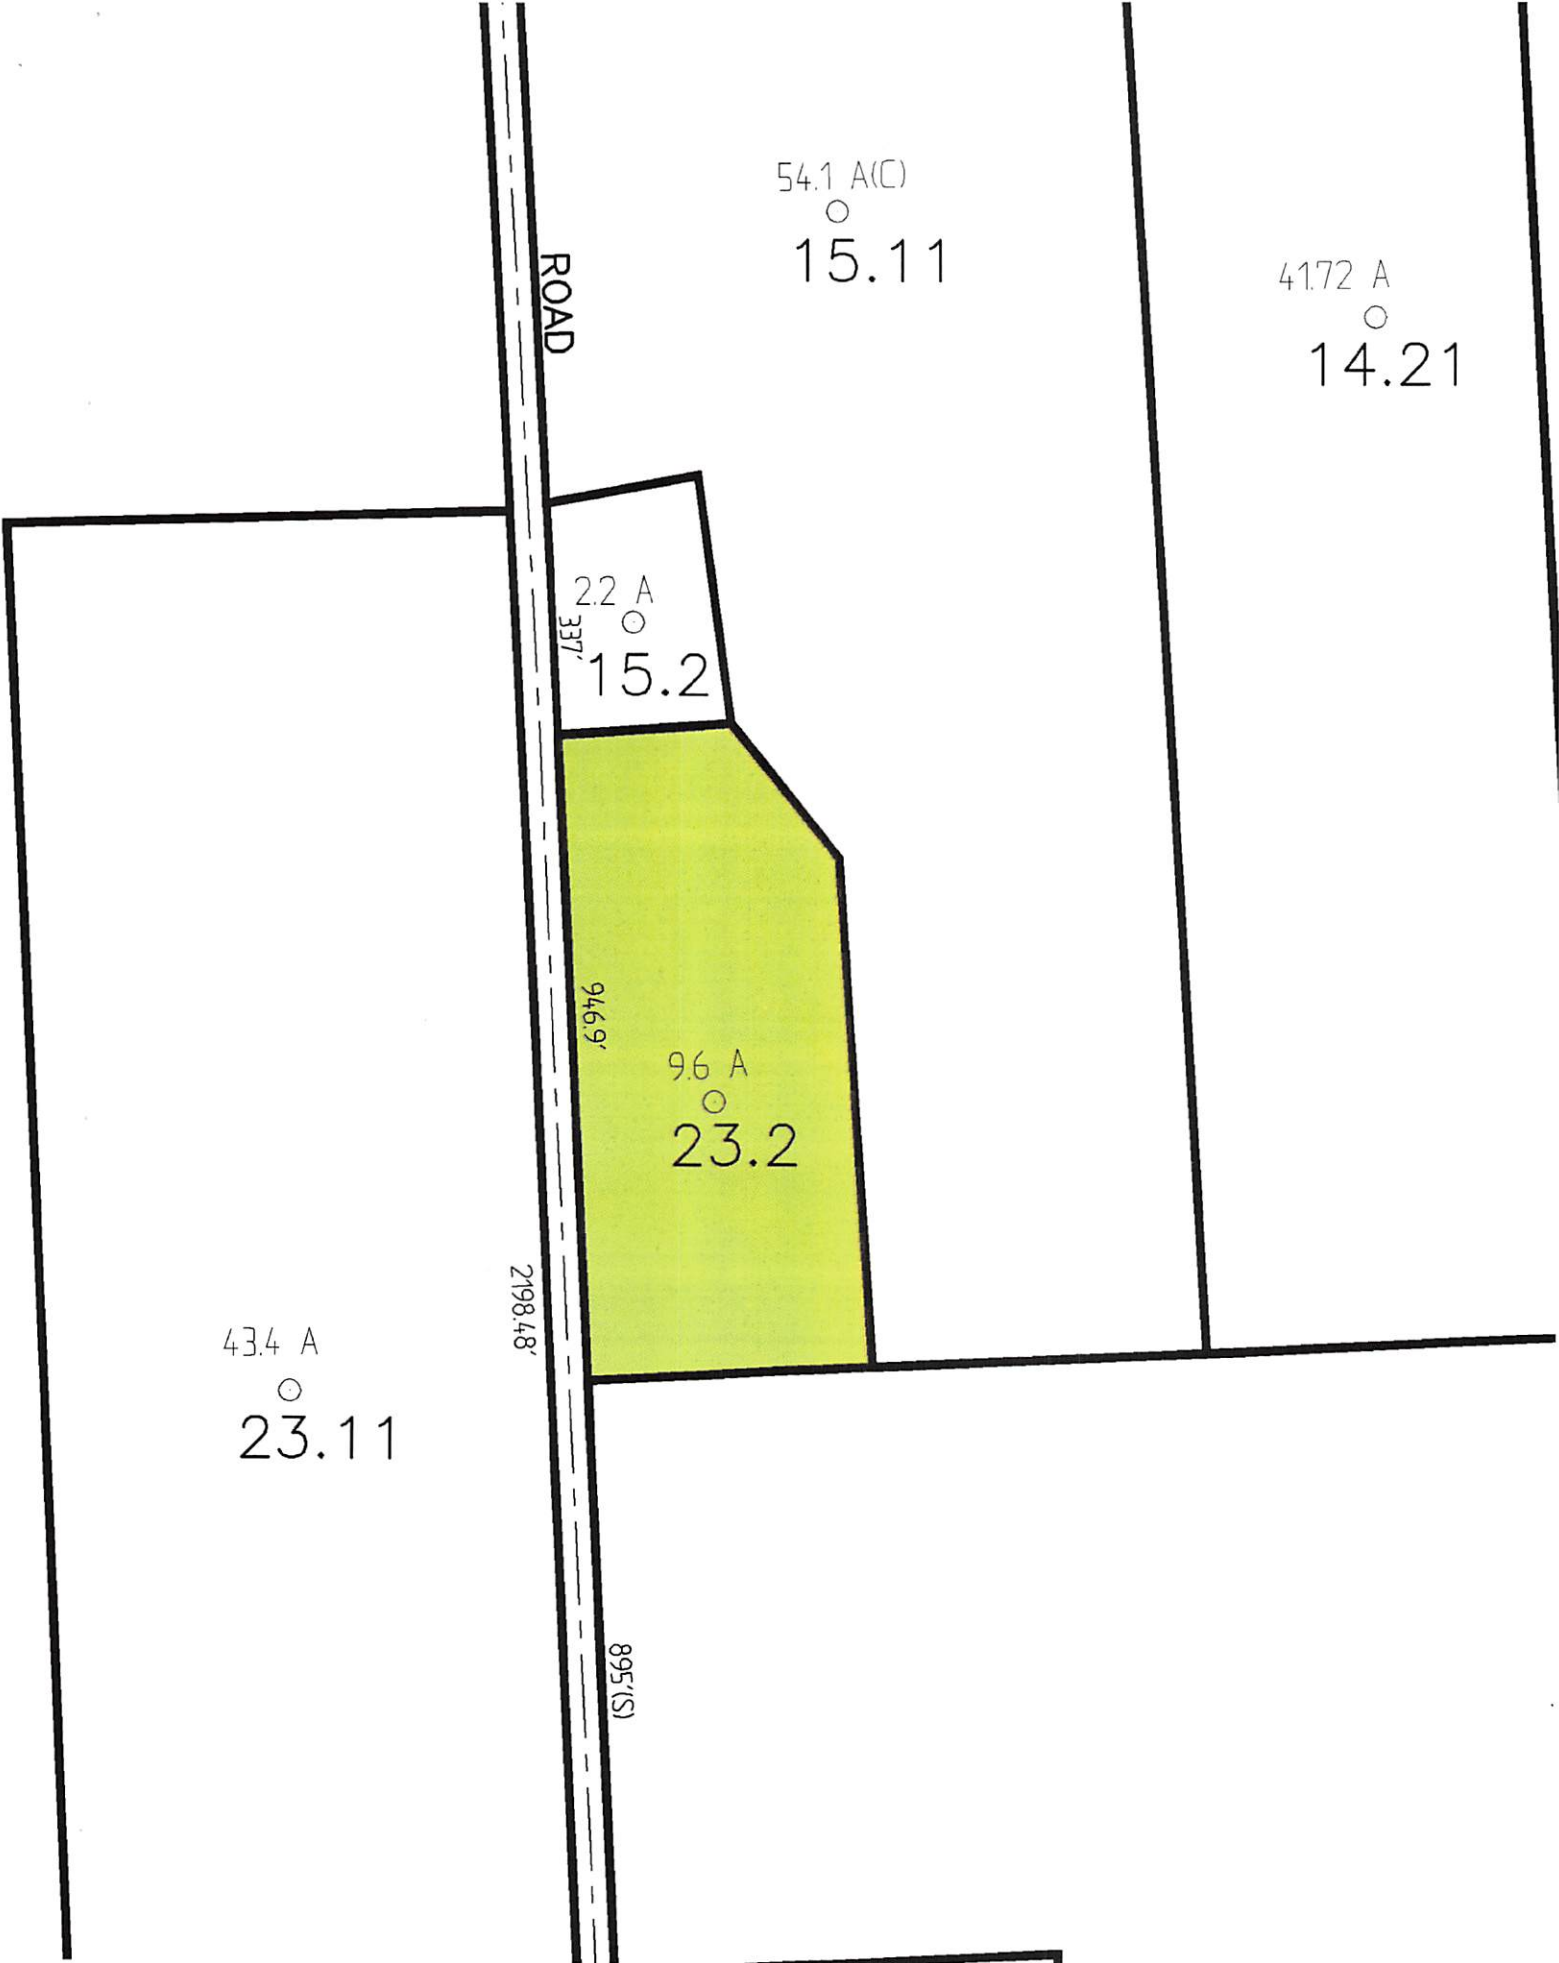 54.1 A(C)
15.11
41.72 A
14.21
ROAD
2.2 A
337'
15.2
946.9'
9.6 A
23.2
2198.48'
43.4 A
23.11
895'(S)